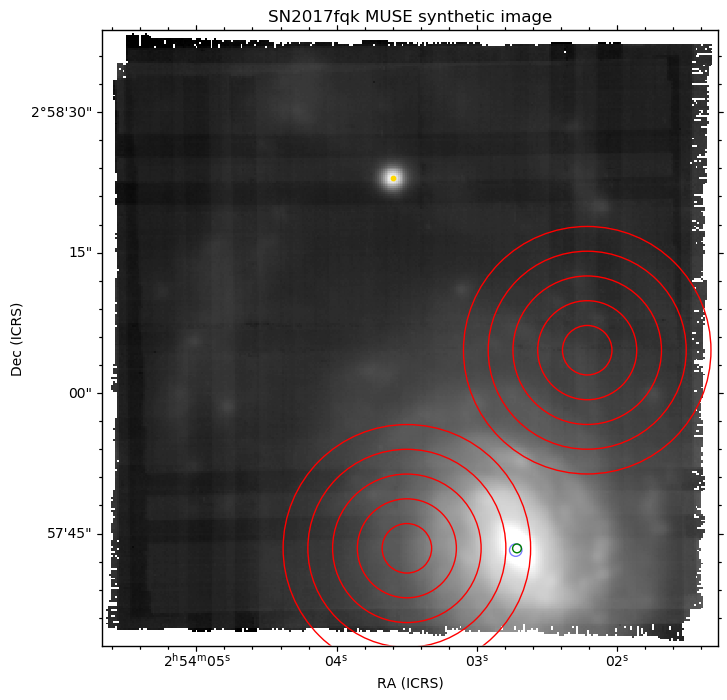 SN2017fqk MUSE synthetic image
2°58'30"
15"
00"
57'45"
Dec (ICRS)
2ʰ54ᵐ05ˢ 04ˢ 03ˢ 02ˢ
RA (ICRS)